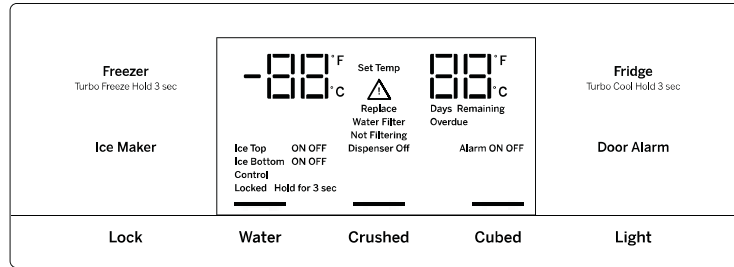 Freezer
Turbo Freeze Hold 3 sec
Ice Maker
-88 °F °C
Set Temp
Replace
Water Filter
Not Filtering
Dispenser Off
88 °F °C
Days Remaining
Overdue
Ice Top ON OFF
Ice Bottom ON OFF
Control
Locked Hold for 3 sec
Alarm ON OFF
Fridge
Turbo Cool Hold 3 sec
Door Alarm
Lock Water Crushed Cubed Light